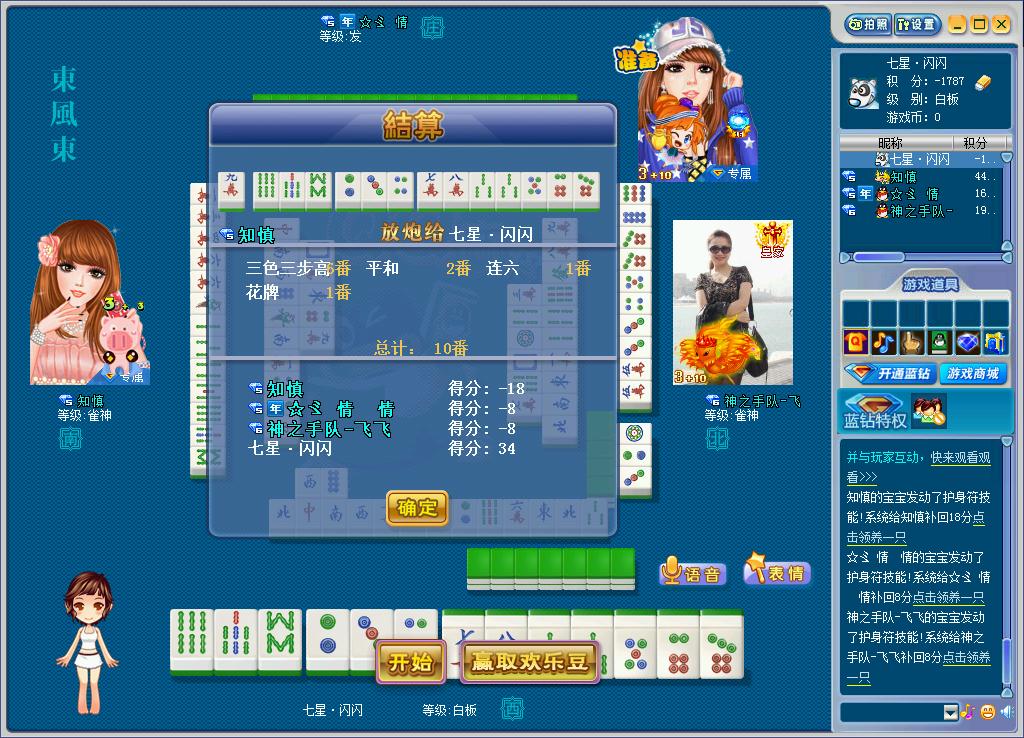 年 ☆ミ 情
等级:发
庄
東
風
東
準备
結算
知慎 放炮给 七星·闪闪
三色三步高6番 平和 2番 连六 1番
花牌 1番
总计: 10番
知慎 得分: -18
年 ☆ミ 情 情 得分: -8
神之手队-飞飞 得分: -8
七星·闪闪 得分: 34
确定
3+10 专属
皇家
3+10
专属
知慎
等级:雀神
南
神之手队-飞
等级:雀神
北
语音
表情
开始
赢取欢乐豆
七星·闪闪 等级:白板 西
拍照 设置
七星·闪闪
积 分: -1787
级 别: 白板
游戏币: 0
昵称 积分
七星·闪闪 -1..
知慎 44..
年 ☆ミ 情 16..
神之手队- 19..
游戏道具
开通蓝钻 游戏商城
蓝钻特权
并与玩家互动，快来观看观
看>>>
知慎的宝宝发动了护身符技
能!系统给知慎补回18分点
击领养一只
☆ミ 情 情的宝宝发动了
护身符技能!系统给☆ミ 情
情补回8分点击领养一只
神之手队-飞飞的宝宝发动
了护身符技能!系统给神之
手队-飞飞补回8分点击领养
一只